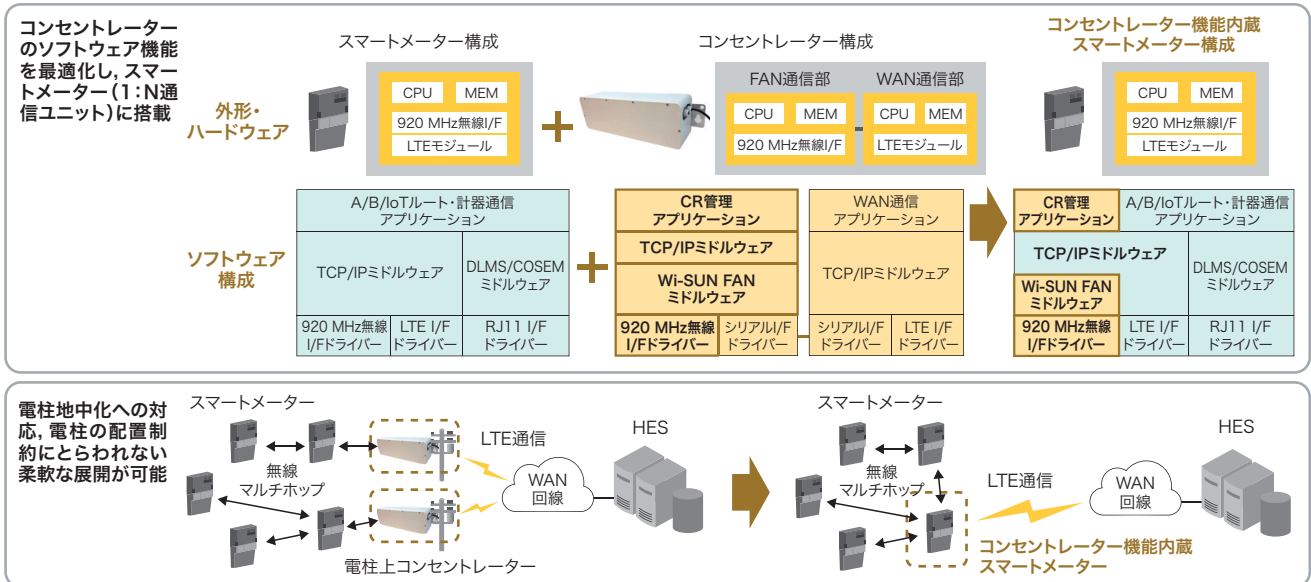 コンセントレーター
のソフトウェア機能
を最適化し，スマー
トメーター（1：N通
信ユニット）に搭載
スマートメーター構成
コンセントレーター構成
コンセントレーター機能内蔵
スマートメーター構成
外形・
ハードウェア
CPU
MEM
920 MHz無線I/F
LTEモジュール
FAN通信部
WAN通信部
CPU
MEM
920 MHz無線I/F
CPU
MEM
LTEモジュール
CPU
MEM
920 MHz無線I/F
LTEモジュール
ソフトウェア
構成
A/B/IoTルート・計器通信
アプリケーション
TCP/IPミドルウェア
DLMS/COSEM
ミドルウェア
920 MHz無線
I/Fドライバー
LTE I/F
ドライバー
RJ11 I/F
ドライバー
CR管理
アプリケーション
TCP/IPミドルウェア
Wi-SUN FAN
ミドルウェア
920 MHz無線
I/Fドライバー
シリアルI/F
ドライバー
WAN通信
アプリケーション
TCP/IPミドルウェア
シリアルI/F
ドライバー
LTE I/F
ドライバー
CR管理
アプリケーション
A/B/IoTルート・計器通信
アプリケーション
TCP/IPミドルウェア
DLMS/COSEM
ミドルウェア
Wi-SUN FAN
ミドルウェア
920 MHz無線
I/Fドライバー
LTE I/F
ドライバー
RJ11 I/F
ドライバー
電柱地中化への対
応，電柱の配置制
約にとらわれない
柔軟な展開が可能
スマートメーター
無線
マルチホップ
LTE通信
WAN
回線
HES
電柱上コンセントレーター
スマートメーター
無線
マルチホップ
LTE通信
WAN
回線
HES
コンセントレーター機能内蔵
スマートメーター